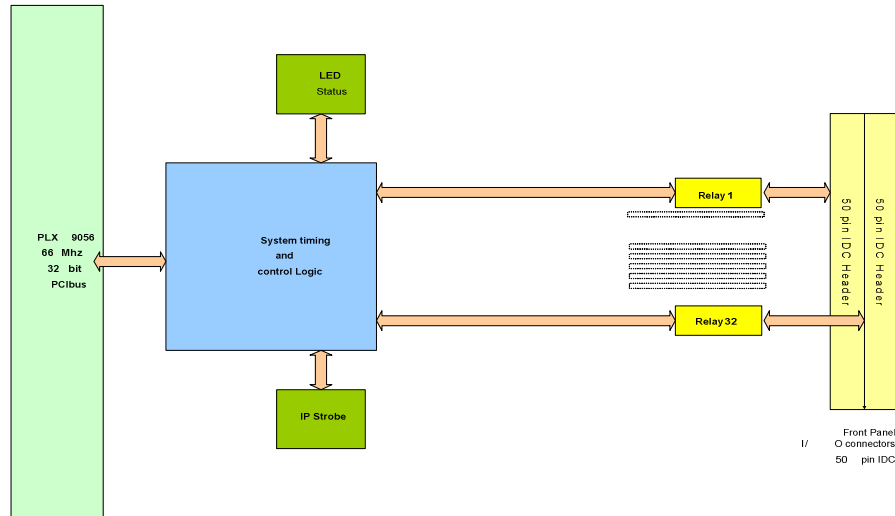 LED
Status
PLX 9056
66 Mhz
32 bit
PCIbus
System timing
and
control Logic
Relay 1
Relay 32
IP Strobe
50 pin IDC Header
50 pin IDC Header
Front Panel
I/ O connectors
50 pin IDC